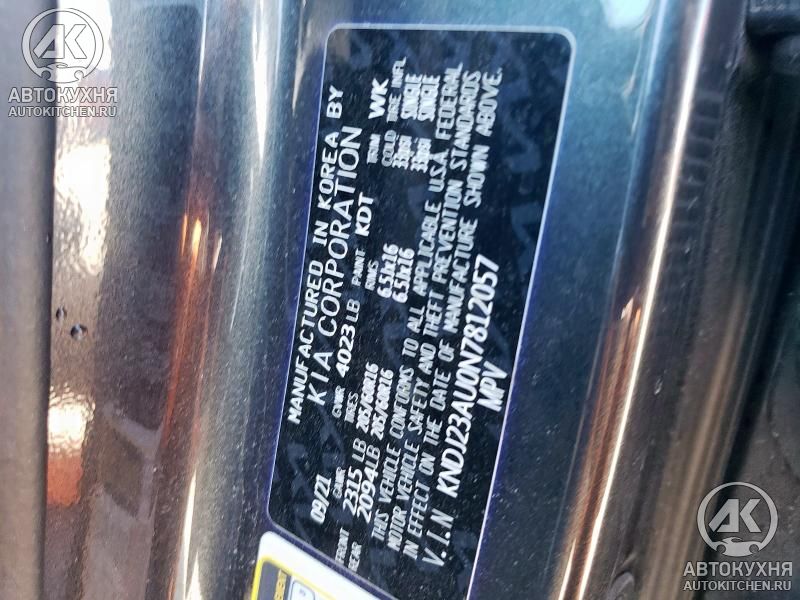 MANUFACTURED IN KOREA BY
KIA CORPORATION
09/21 GVWR 4023 LB PAINT KDT TRIM WK
GAWR TIRES RIMS COLD TIRE INFL
FRONT 2315 LB 205/60R16 6.5Jx16 33psi SINGLE
REAR 2094LB 205/60R16 6.5Jx16 33psi SINGLE
THIS VEHICLE CONFORMS TO ALL APPLICABLE U.S.A. FEDERAL
MOTOR VEHICLE SAFETY AND THEFT PREVENTION STANDARDS
IN EFFECT ON THE DATE OF MANUFACTURE SHOWN ABOVE.
V.I.N KNDJ23AU0N7812057
MPV
АК
АВТОКУХНЯ
AUTOKITCHEN.RU
АК
АВТОКУХНЯ
AUTOKITCHEN.RU